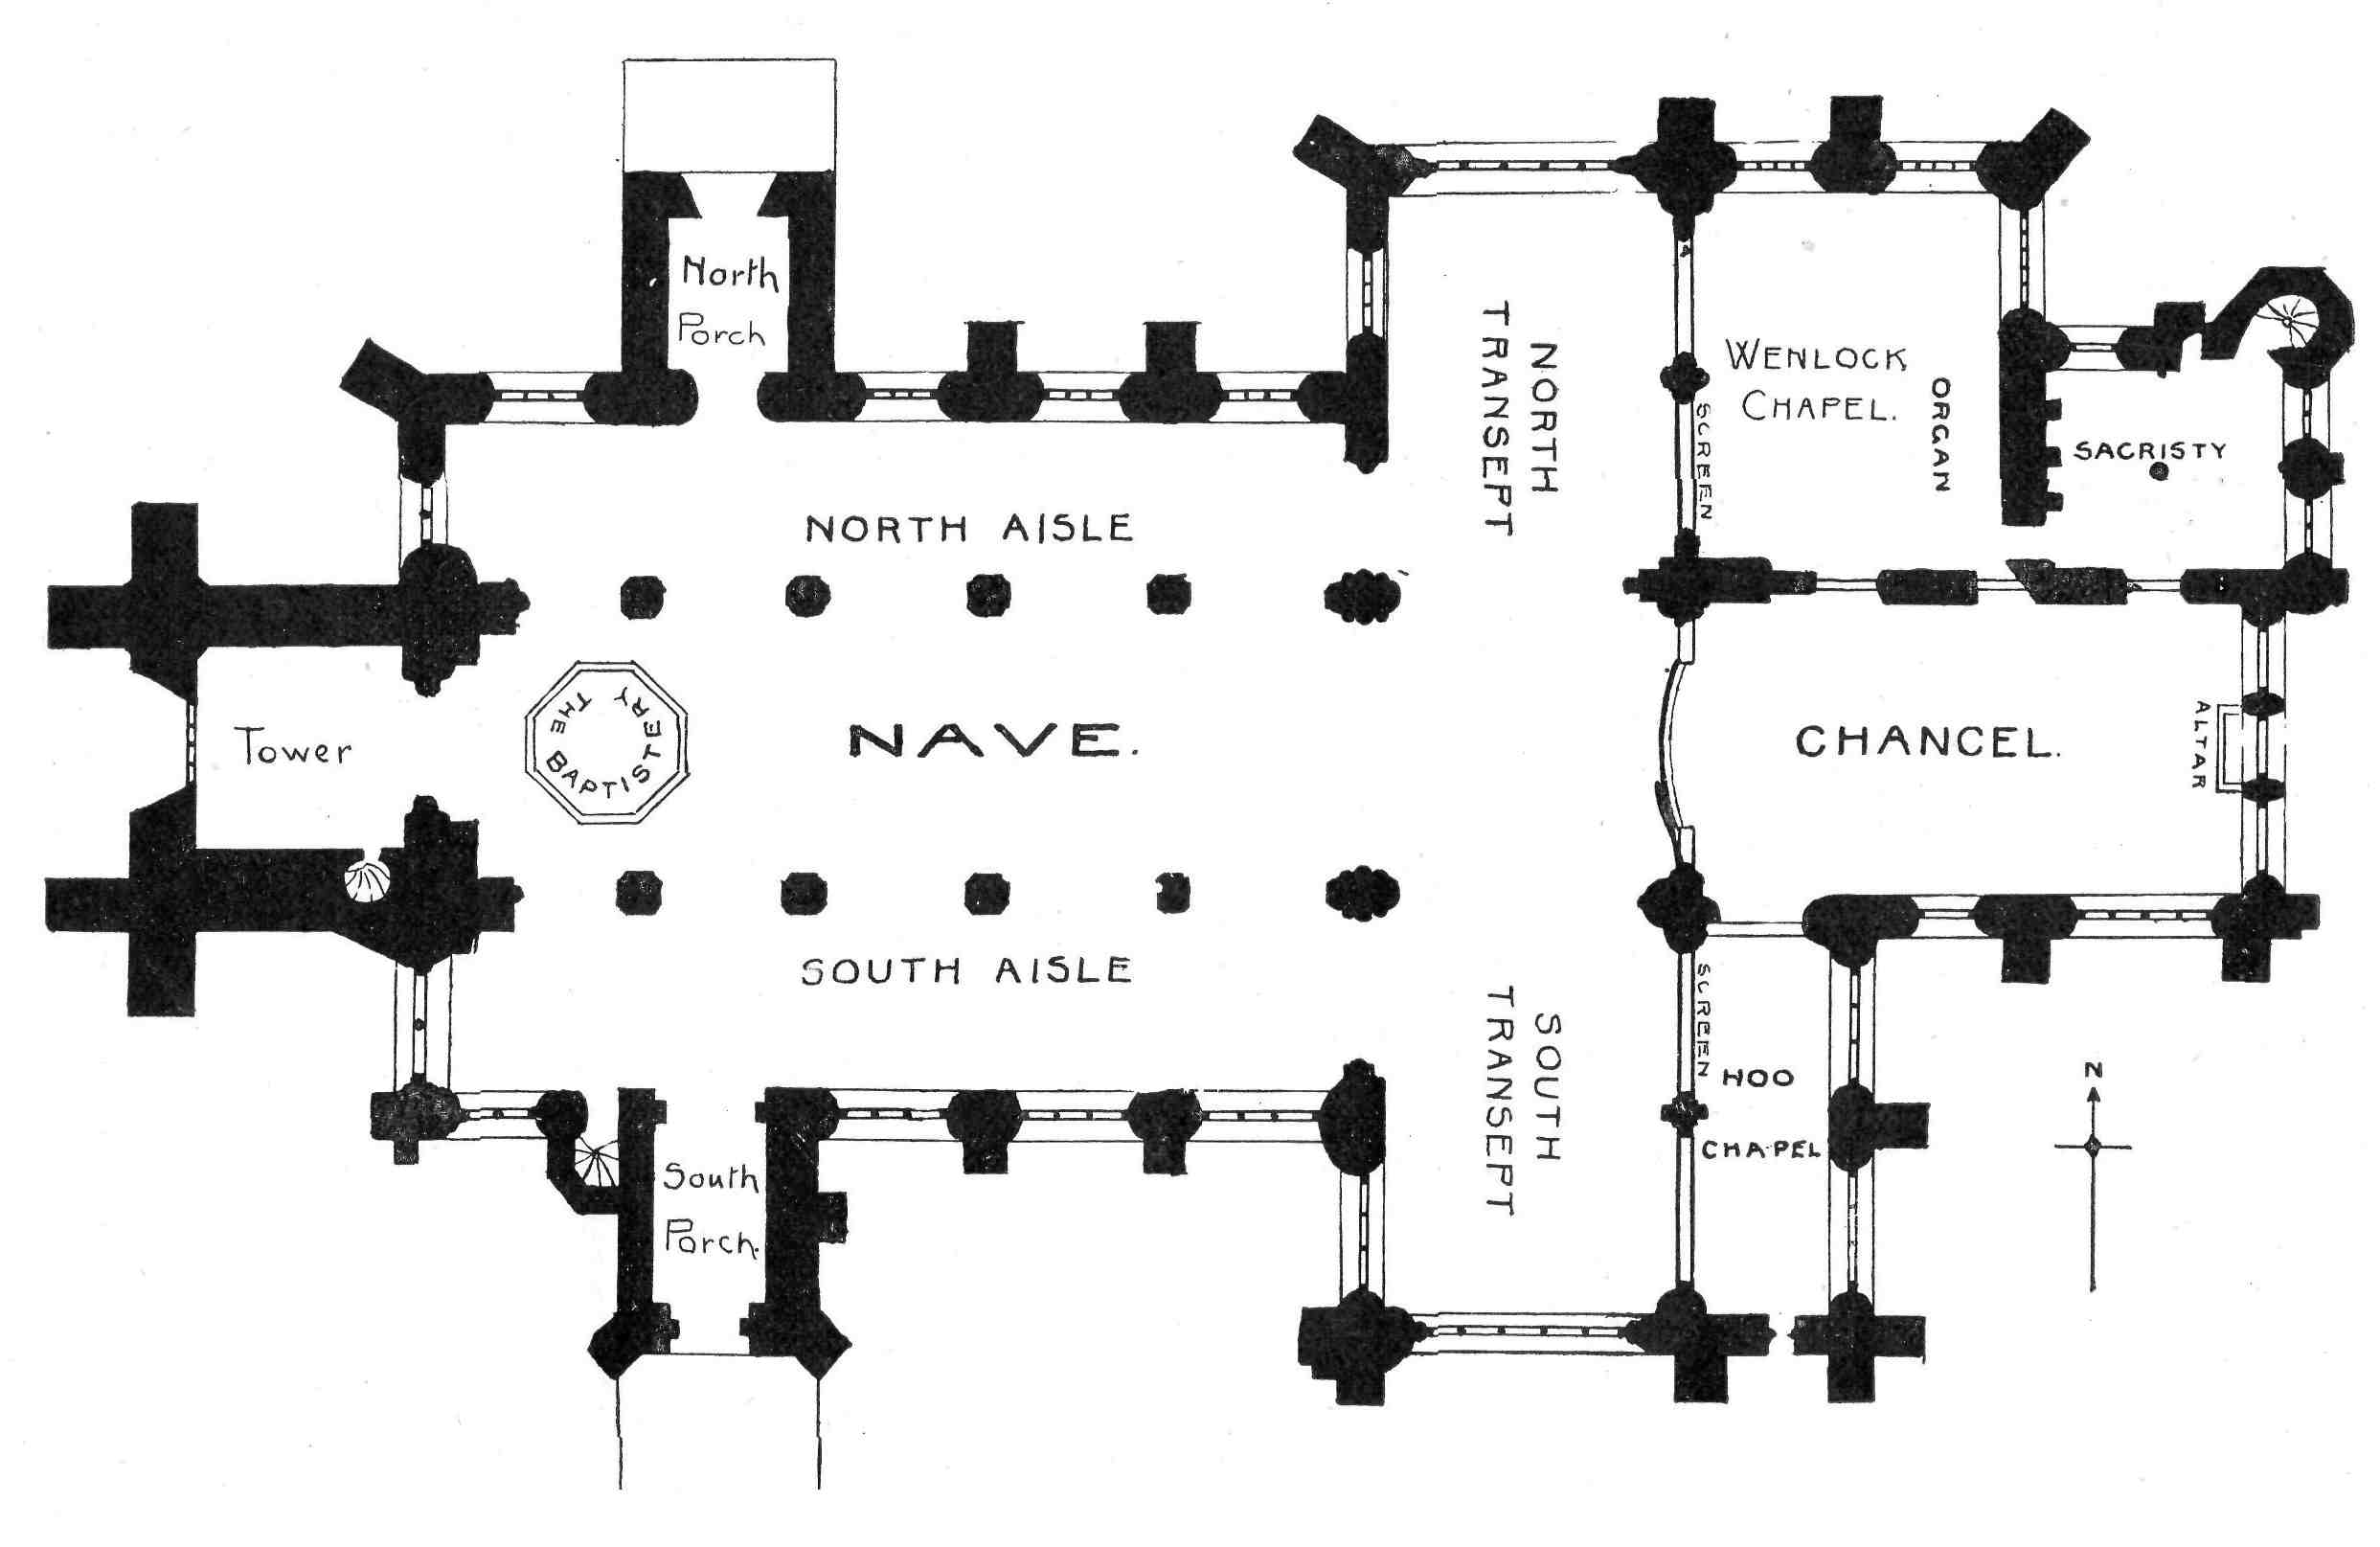 North
Porch
NORTH
TRANSEPT
WENLOCK
CHAPEL.
ORGAN
SCREEN
SACRISTY
NORTH AISLE
Tower
THE BAPTISTERY
NAVE.
CHANCEL.
ALTAR
SOUTH AISLE
SOUTH
TRANSEPT
SCREEN
HOO
CHAPEL
N
South
Porch.